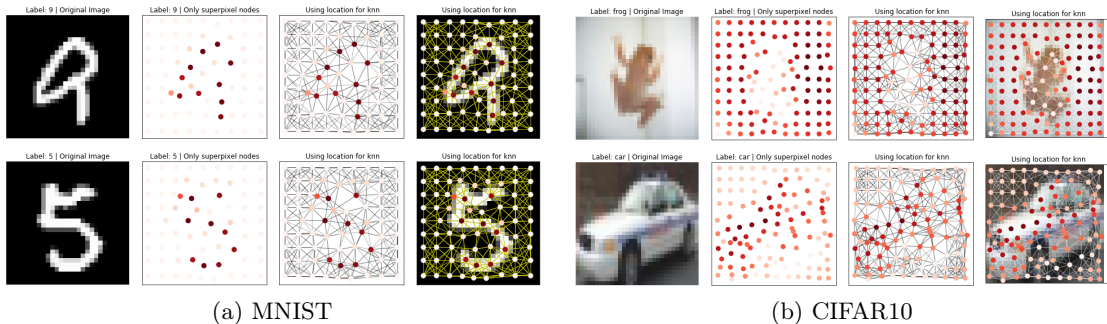 Label: 9 | Original Image
Label: 9 | Only superpixel nodes
Using location for knn
Using location for knn
Label: frog | Original Image
Label: frog | Only superpixel nodes
Using location for knn
Using location for knn
Label: 5 | Original Image
Label: 5 | Only superpixel nodes
Using location for knn
Using location for knn
Label: car | Original Image
Label: car | Only superpixel nodes
Using location for knn
Using location for knn
(a) MNIST
(b) CIFAR10